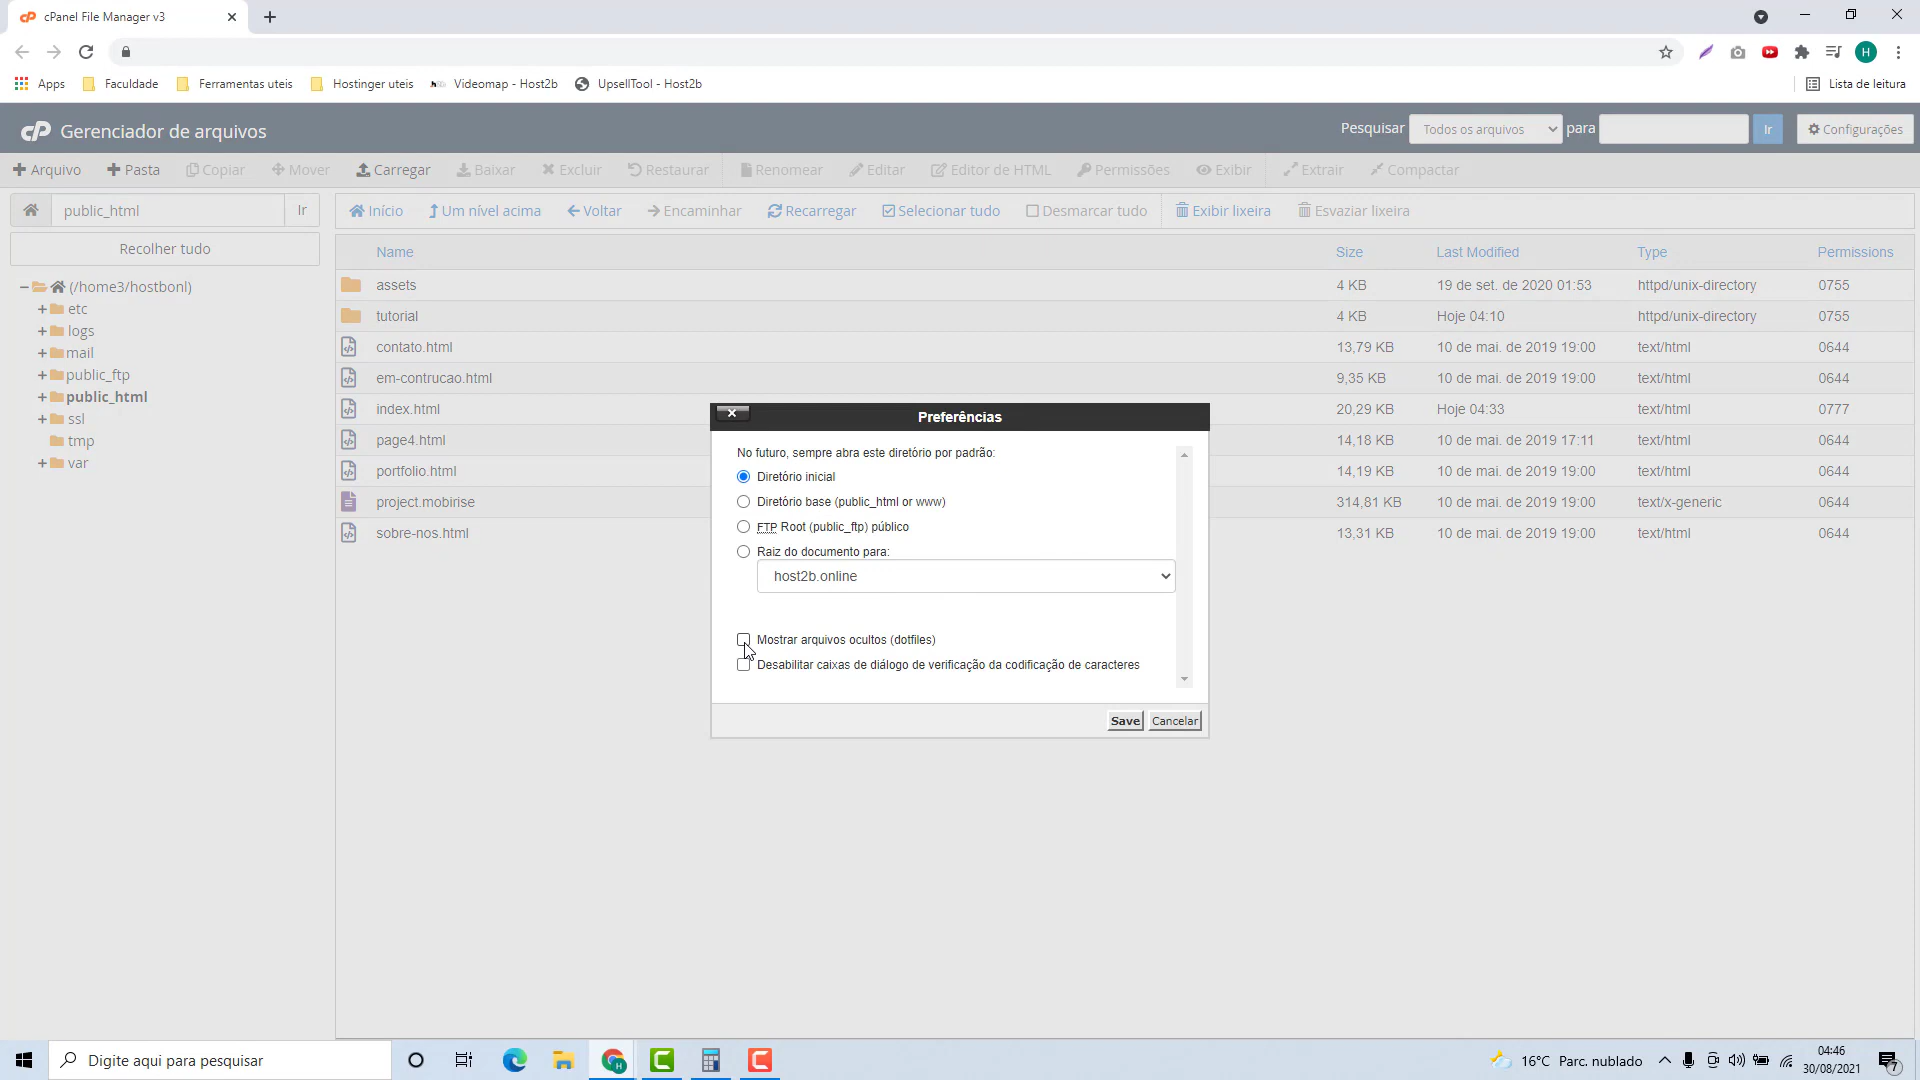 cPanel File Manager v3
Apps Faculdade Ferramentas uteis Hostinger uteis Videomap - Host2b UpsellTool - Host2b Lista de leitura
H
cP Gerenciador de arquivos Pesquisar Todos os arquivos para Ir Configurações
Arquivo Pasta Copiar Mover Carregar Baixar Excluir Restaurar Renomear Editar Editor de HTML Permissões Exibir Extrair Compactar
public_html Ir Início Um nível acima Voltar Encaminhar Recarregar Selecionar tudo Desmarcar tudo Exibir lixeira Esvaziar lixeira
Recolher tudo
(/home3/hostbonl)
etc
logs
mail
public_ftp
public_html
ssl
tmp
var
Name Size Last Modified Type Permissions
assets 4 KB 19 de set. de 2020 01:53 httpd/unix-directory 0755
tutorial 4 KB Hoje 04:10 httpd/unix-directory 0755
contato.html 13,79 KB 10 de mai. de 2019 19:00 text/html 0644
em-contrucao.html 9,35 KB 10 de mai. de 2019 19:00 text/html 0644
index.html 20,29 KB Hoje 04:33 text/html 0777
page4.html 14,18 KB 10 de mai. de 2019 17:11 text/html 0644
portfolio.html 14,19 KB 10 de mai. de 2019 19:00 text/html 0644
project.mobirise 314,81 KB 10 de mai. de 2019 19:00 text/x-generic 0644
sobre-nos.html 13,31 KB 10 de mai. de 2019 19:00 text/html 0644
Preferências
No futuro, sempre abra este diretório por padrão:
Diretório inicial
Diretório base (public_html or www)
FTP Root (public_ftp) público
Raiz do documento para:
host2b.online
Mostrar arquivos ocultos (dotfiles)
Desabilitar caixas de diálogo de verificação da codificação de caracteres
Save Cancelar
Digite aqui para pesquisar
16°C Parc. nublado
04:46
30/08/2021
7